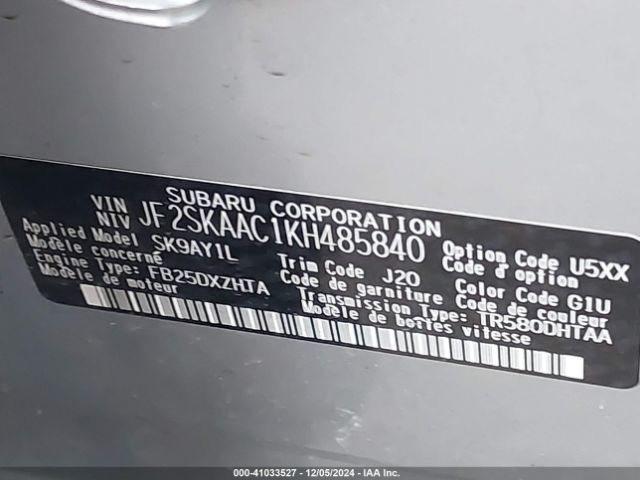 SUBARU CORPORATION
VIN
NIV JF2SKAAC1KH485840
Applied Model SK9AY1L Option Code U5XX
Modèle concerné Trim Code J20 Code d'option
Engine Type: FB25DXZHTA Code de garniture Color Code G1U
Modèle de moteur Transmission Type: Code de couleur
TR580DHTAA
Modèle de boîtes vitesse
000-41033527 - 12/05/2024 - IAA Inc.